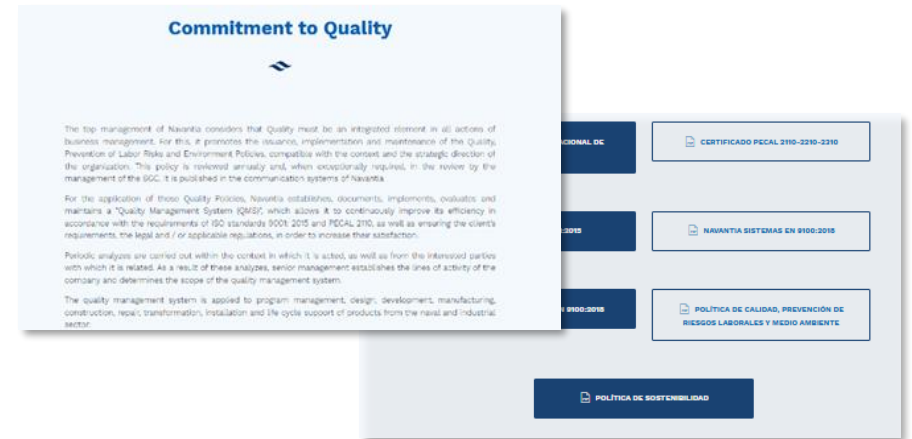 Commitment to Quality
The top management of Navantia considers that Quality must be an integrated element in all actions of
business management. For this, it promotes the issuance, implementation and maintenance of the Quality,
Prevention of Labor Risks and Environment Policies, compatible with the context and the strategic direction of
the organization. This policy is reviewed annually and, when exceptionally required, in the review by the
management of the SGC. It is published in the communication systems of Navantia.
For the application of those Quality Policies, Navantia establishes, documents, implements, evaluates and
maintains a "Quality Management System (QMS)", which allows it to continuously improve its efficiency in
accordance with the requirements of ISO standards 9001: 2015 and PECAL 2110, as well as ensuring the client's
requirements, the legal and / or applicable regulations, in order to increase their satisfaction.
Periodic analyzes are carried out within the context in which it is acted, as well as from the interested parties
with which it is related. As a result of these analyzes, senior management establishes the lines of activity of the
company and determines the scope of the quality management system.
The quality management system is applied to program management, design, development, manufacturing,
construction, repair, transformation, installation and life cycle support of products from the naval and industrial
sector.
ACIONAL DE
CERTIFICADO PECAL 2110-2210-2310
:2015
NAVANTIA SISTEMAS EN 9100:2018
N 9100:2018
POLÍTICA DE CALIDAD, PREVENCIÓN DE
RIESGOS LABORALES Y MEDIO AMBIENTE
POLÍTICA DE SOSTENIBILIDAD